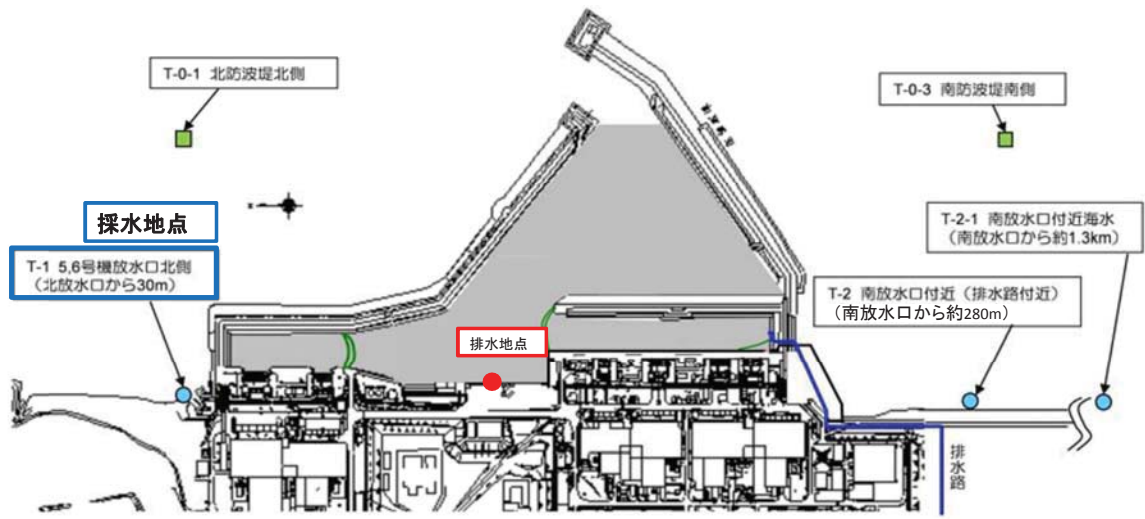 T-0-1 北防波堤北側
T-0-3 南防波堤南側
採水地点
T-1 5,6号機放水口北側
（北放水口から30m）
T-2-1 南放水口付近海水
（南放水口から約1.3km）
T-2 南放水口付近（排水路付近）
（南放水口から約280m）
排水地点
排水路